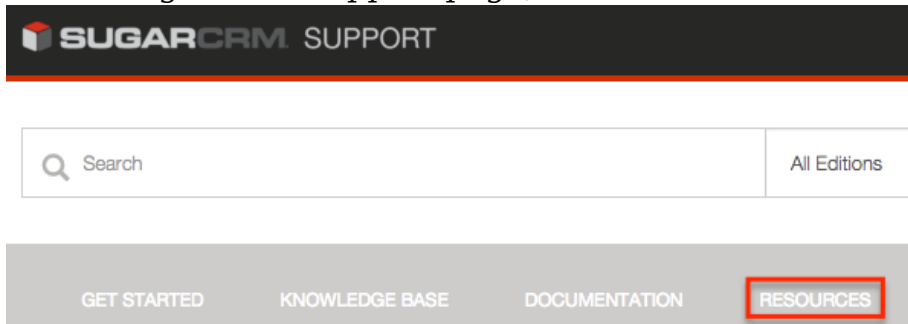 SUGARCRM. SUPPORT
Search
All Editions
GET STARTED KNOWLEDGE BASE DOCUMENTATION RESOURCES